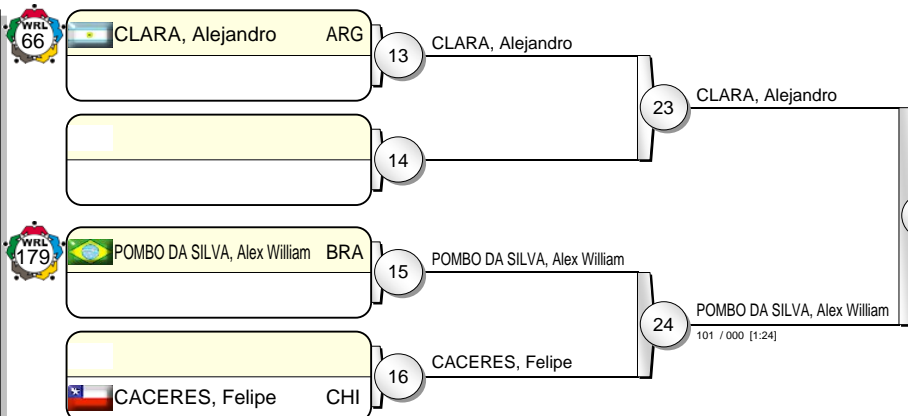 WRL
66
CLARA, Alejandro ARG
13
CLARA, Alejandro
23
CLARA, Alejandro
14
WRL
179
POMBO DA SILVA, Alex William BRA
15
POMBO DA SILVA, Alex William
24
POMBO DA SILVA, Alex William
101 / 000 [1:24]
16
CACERES, Felipe
CACERES, Felipe CHI